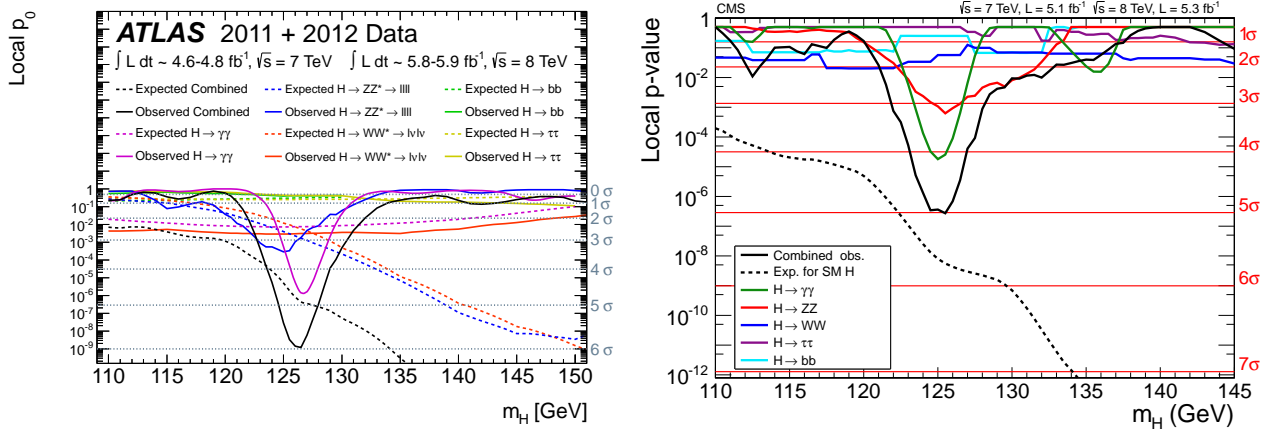 ATLAS 2011 + 2012 Data
∫ L dt ~ 4.6-4.8 fb⁻¹, √s = 7 TeV ∫ L dt ~ 5.8-5.9 fb⁻¹, √s = 8 TeV
Expected Combined Expected H → ZZ* → llll Expected H → bb
Observed Combined Observed H → ZZ* → llll Observed H → bb
Expected H → γγ Expected H → WW* → lνlν Expected H → ττ
Observed H → γγ Observed H → WW* → lνlν Observed H → ττ
Local p₀
1
10⁻¹
10⁻²
10⁻³
10⁻⁴
10⁻⁵
10⁻⁶
10⁻⁷
10⁻⁸
10⁻⁹
0 σ
1 σ
2 σ
3 σ
4 σ
5 σ
6 σ
110 115 120 125 130 135 140 145 150
m_H [GeV]
CMS √s = 7 TeV, L = 5.1 fb⁻¹ √s = 8 TeV, L = 5.3 fb⁻¹
Local p-value
1
10⁻²
10⁻⁴
10⁻⁶
10⁻⁸
10⁻¹⁰
10⁻¹²
1σ
2σ
3σ
4σ
5σ
6σ
7σ
Combined obs.
Exp. for SM H
H → γγ
H → ZZ
H → WW
H → ττ
H → bb
110 115 120 125 130 135 140 145
m_H (GeV)